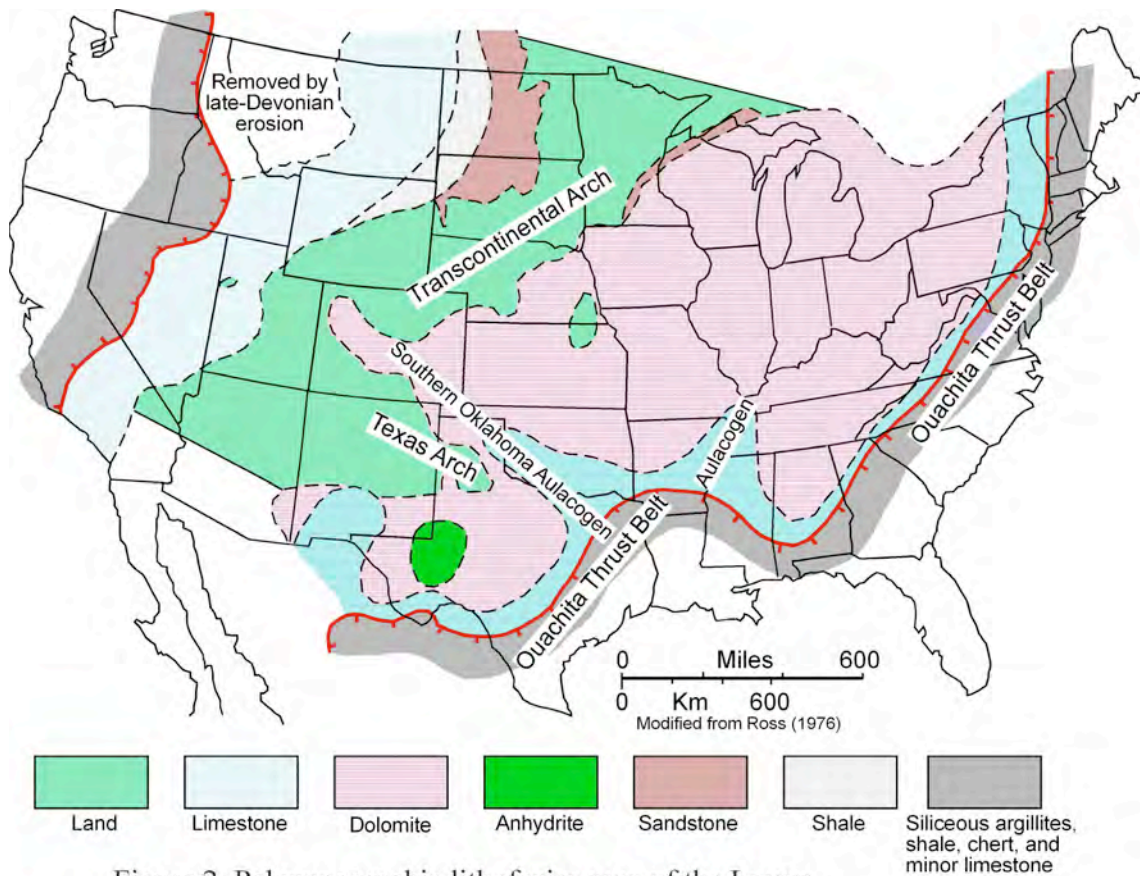 Removed by
late-Devonian
erosion
Transcontinental Arch
Southern Oklahoma Aulacogen
Texas Arch
Aulacogen
Ouachita Thrust Belt
Ouachita Thrust Belt
0 Miles 600
0 Km 600
Modified from Ross (1976)
Land
Limestone
Dolomite
Anhydrite
Sandstone
Shale
Siliceous argillites,
shale, chert, and
minor limestone